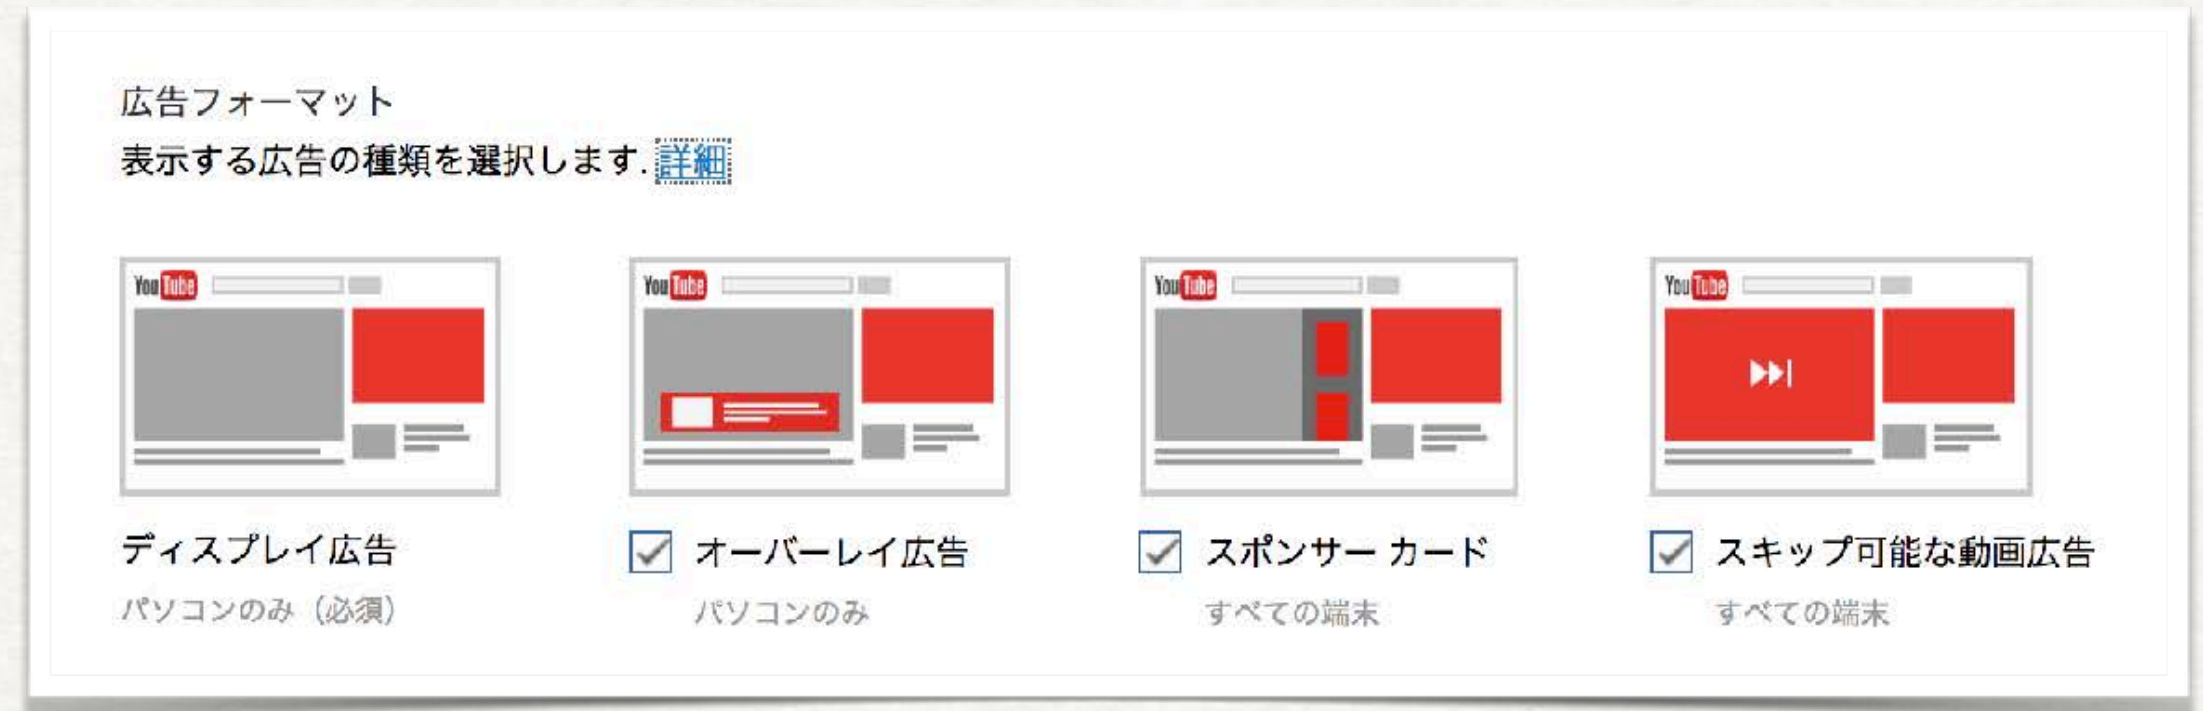 広告フォーマット
表示する広告の種類を選択します. 詳細
YouTube YouTube YouTube YouTube
ディスプレイ広告 オーバーレイ広告 スポンサー カード スキップ可能な動画広告
パソコンのみ（必須） パソコンのみ すべての端末 すべての端末